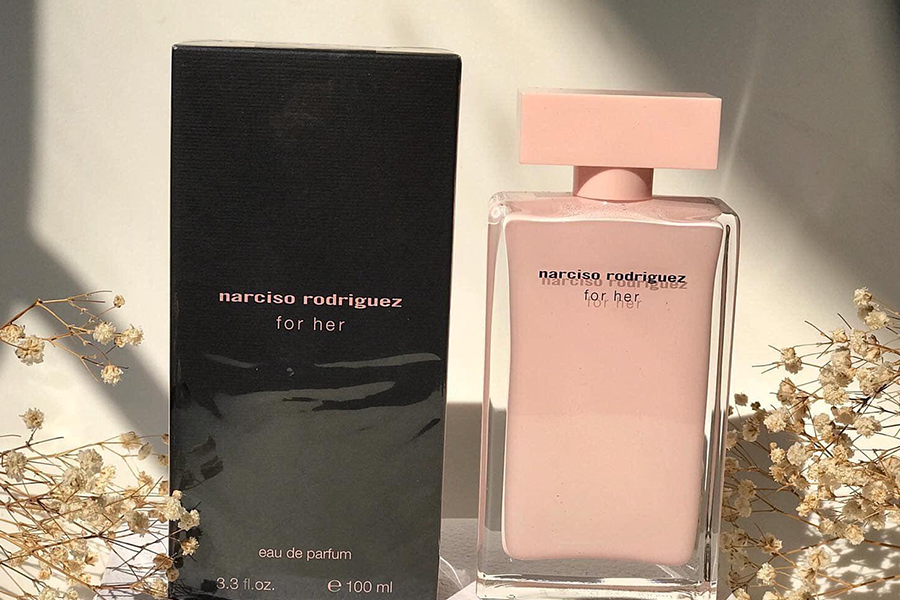 narciso rodriguez
for her
eau de parfum
3.3 fl.oz. ℮ 100 ml
narciso rodriguez
for her